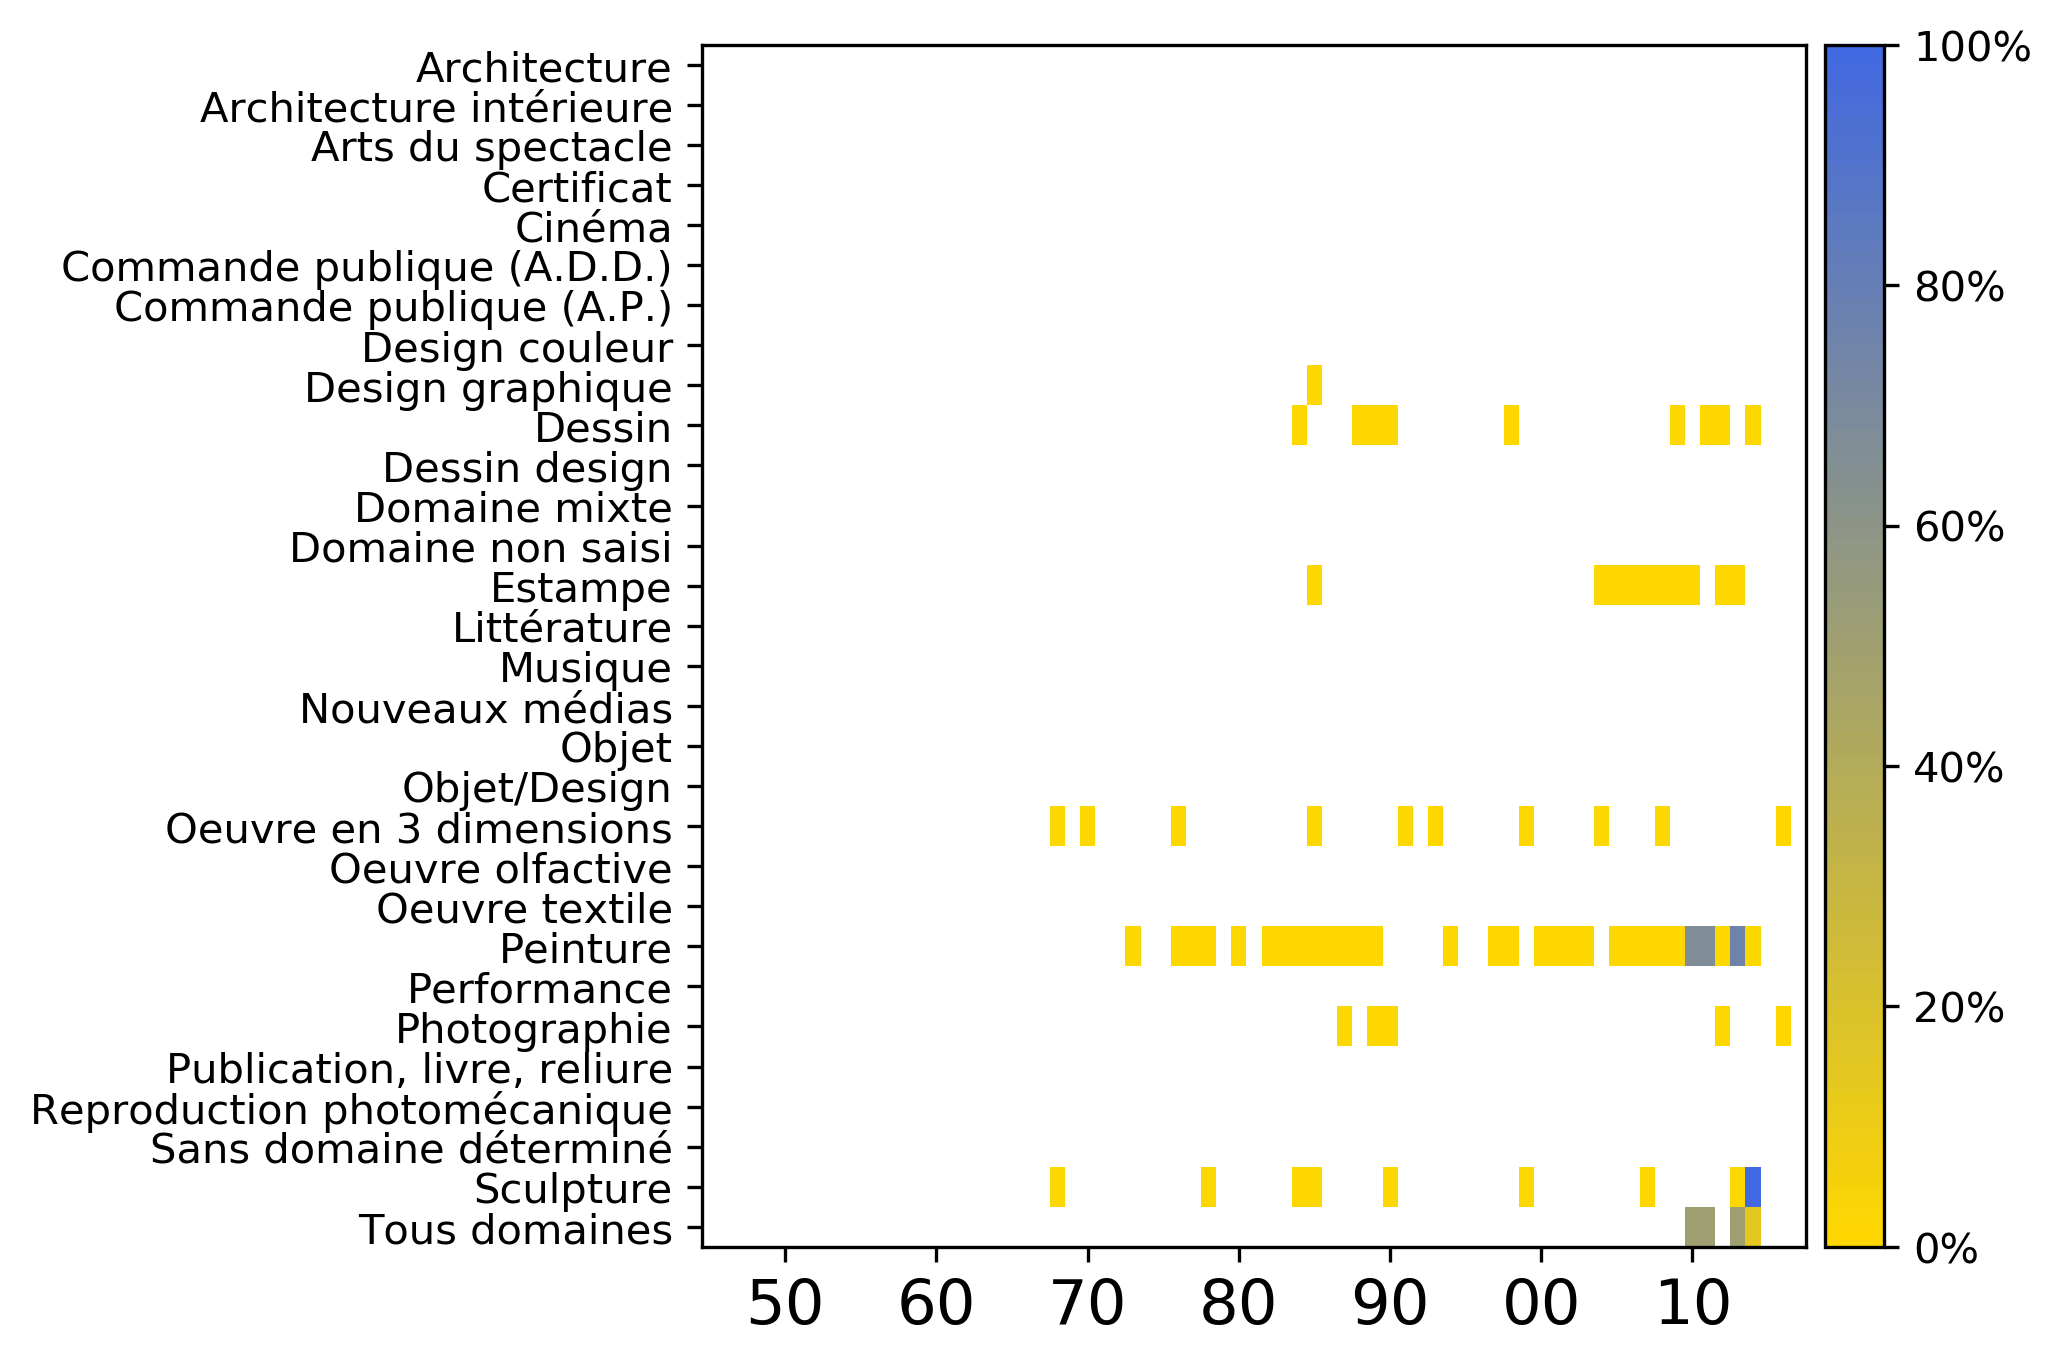 Architecture
Architecture intérieure
Arts du spectacle
Certificat
Cinéma
Commande publique (A.D.D.)
Commande publique (A.P.)
Design couleur
Design graphique
Dessin
Dessin design
Domaine mixte
Domaine non saisi
Estampe
Littérature
Musique
Nouveaux médias
Objet
Objet/Design
Oeuvre en 3 dimensions
Oeuvre olfactive
Oeuvre textile
Peinture
Performance
Photographie
Publication, livre, reliure
Reproduction photomécanique
Sans domaine déterminé
Sculpture
Tous domaines
50 60 70 80 90 00 10
100%
80%
60%
40%
20%
0%